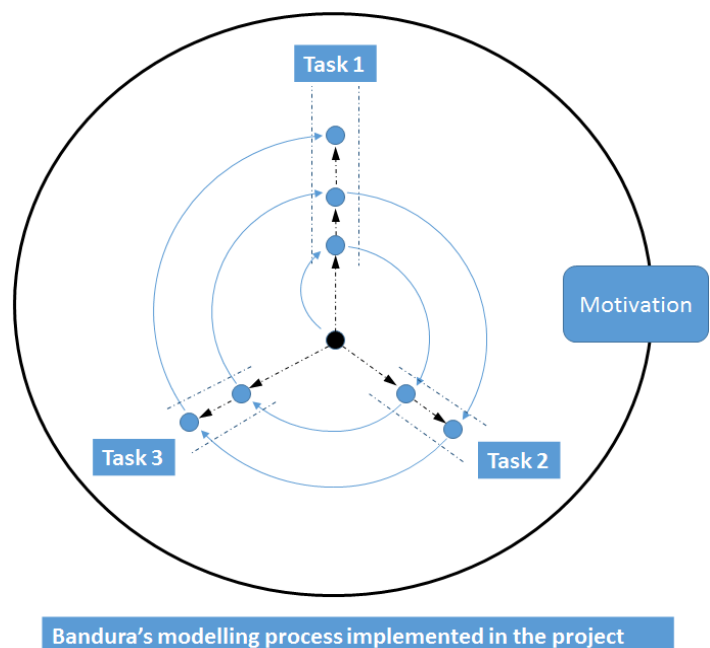 Task 1
Motivation
Task 3
Task 2
Bandura's modelling process implemented in the project